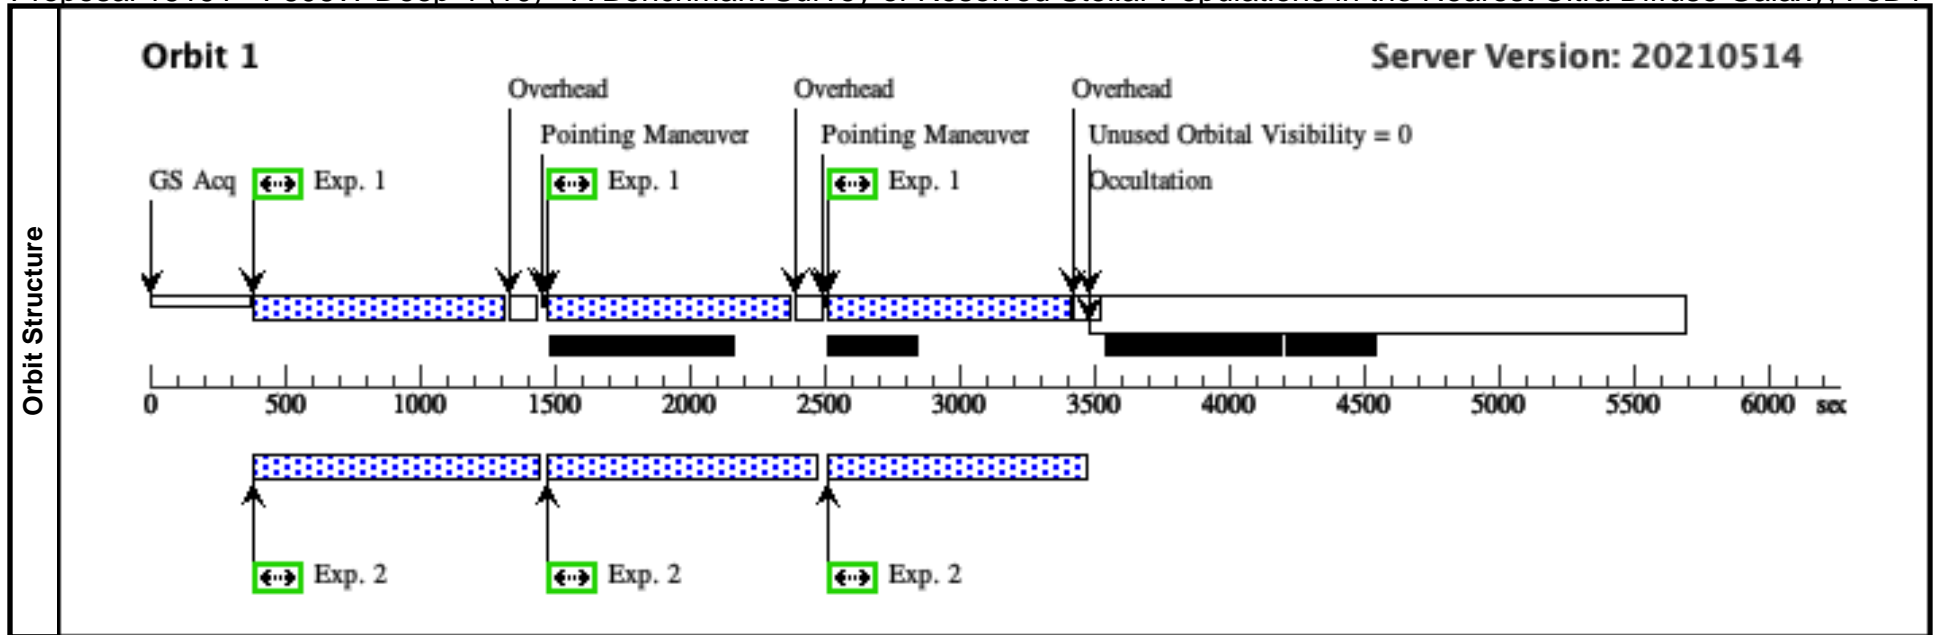 Orbit 1 Server Version: 20210514
Overhead Overhead Overhead
Pointing Maneuver Pointing Maneuver Unused Orbital Visibility = 0
GS Acq Exp. 1 Exp. 1 Exp. 1 Occultation
Orbit Structure
0 500 1000 1500 2000 2500 3000 3500 4000 4500 5000 5500 6000 sec
Exp. 2 Exp. 2 Exp. 2